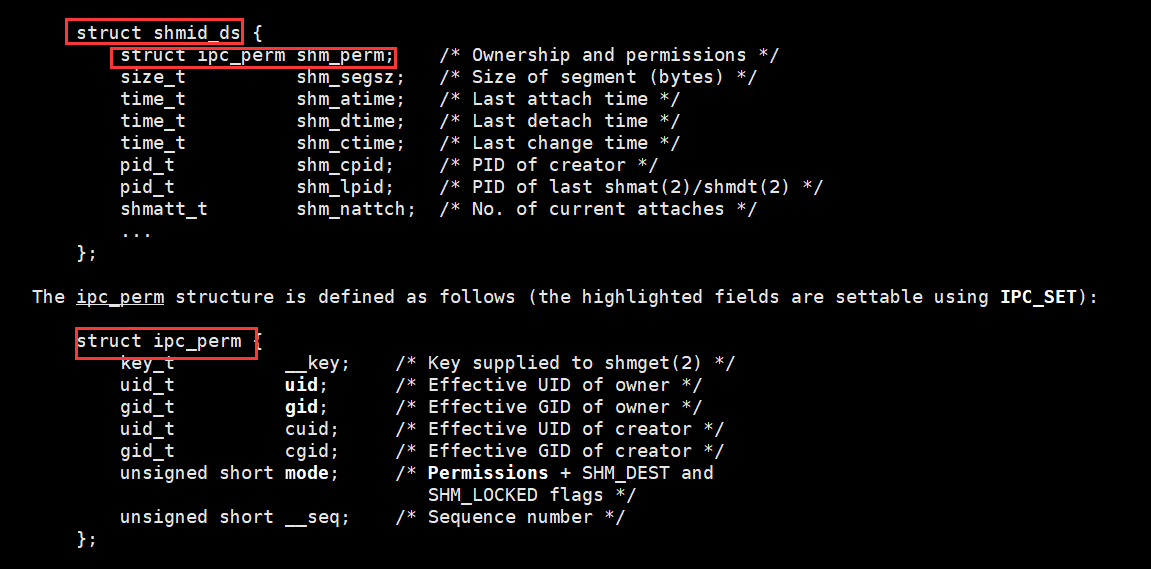 struct shmid_ds {
struct ipc_perm shm_perm; /* Ownership and permissions */
size_t shm_segsz; /* Size of segment (bytes) */
time_t shm_atime; /* Last attach time */
time_t shm_dtime; /* Last detach time */
time_t shm_ctime; /* Last change time */
pid_t shm_cpid; /* PID of creator */
pid_t shm_lpid; /* PID of last shmat(2)/shmdt(2) */
shmatt_t shm_nattch; /* No. of current attaches */
...
};
The ipc_perm structure is defined as follows (the highlighted fields are settable using IPC_SET):
struct ipc_perm {
key_t __key; /* Key supplied to shmget(2) */
uid_t uid; /* Effective UID of owner */
gid_t gid; /* Effective GID of owner */
uid_t cuid; /* Effective UID of creator */
gid_t cgid; /* Effective GID of creator */
unsigned short mode; /* Permissions + SHM_DEST and
SHM_LOCKED flags */
unsigned short __seq; /* Sequence number */
};